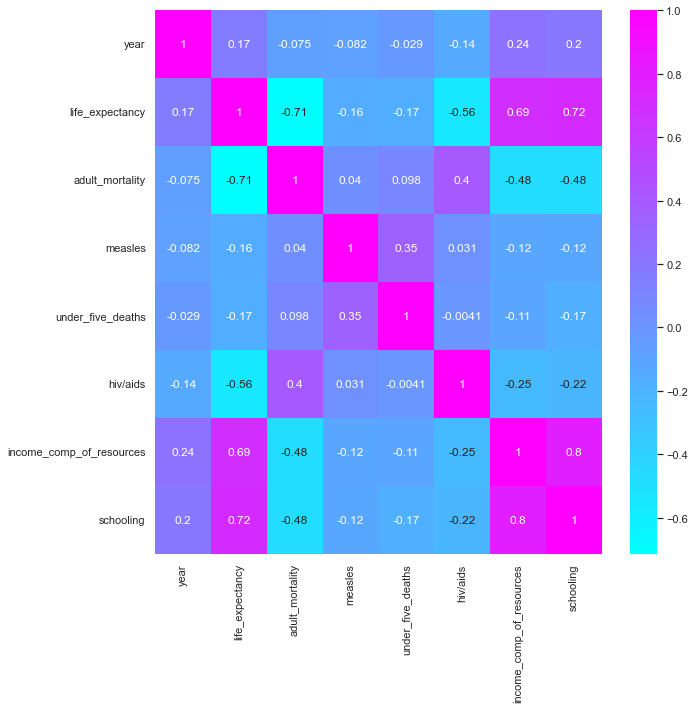 year 1 0.17 -0.075 -0.082 -0.029 -0.14 0.24 0.2
life_expectancy 0.17 1 -0.71 -0.16 -0.17 -0.56 0.69 0.72
adult_mortality -0.075 -0.71 1 0.04 0.098 0.4 -0.48 -0.48
measles -0.082 -0.16 0.04 1 0.35 0.031 -0.12 -0.12
under_five_deaths -0.029 -0.17 0.098 0.35 1 -0.0041 -0.11 -0.17
hiv/aids -0.14 -0.56 0.4 0.031 -0.0041 1 -0.25 -0.22
income_comp_of_resources 0.24 0.69 -0.48 -0.12 -0.11 -0.25 1 0.8
schooling 0.2 0.72 -0.48 -0.12 -0.17 -0.22 0.8 1
year
life_expectancy
adult_mortality
measles
under_five_deaths
hiv/aids
income_comp_of_resources
schooling
1.0
0.8
0.6
0.4
0.2
0.0
−0.2
−0.4
−0.6